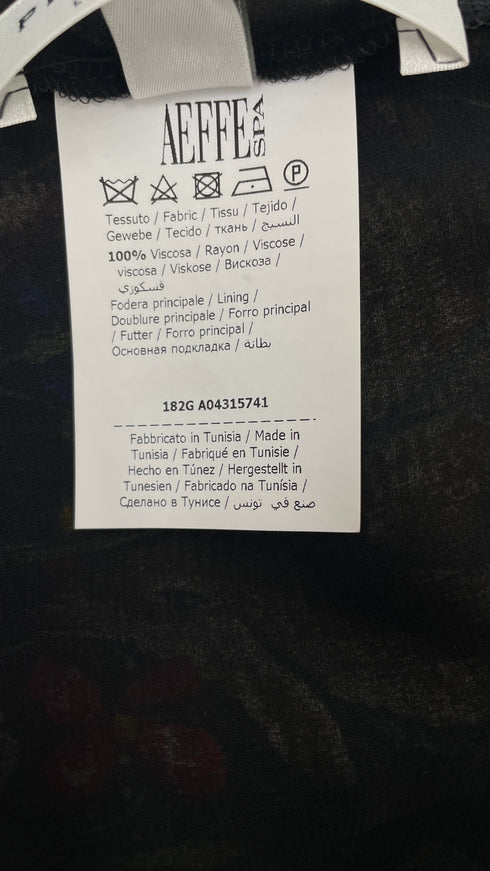 AEFFE SPA
P
Tessuto / Fabric / Tissu / Tejido /
Gewebe / Tecido / ткань / النسيج
100% Viscosa / Rayon / Viscose /
viscosa / Viskose / Вискоза /
فسكوزي
Fodera principale / Lining /
Doublure principale / Forro principal
/ Futter / Forro principal /
Основная подкладка / بطانة
182G A04315741
Fabbricato in Tunisia / Made in
Tunisia / Fabriqué en Tunisie /
Hecho en Túnez / Hergestellt in
Tunesien / Fabricado na Tunísia /
Сделано в Тунисе / صنع في تونس